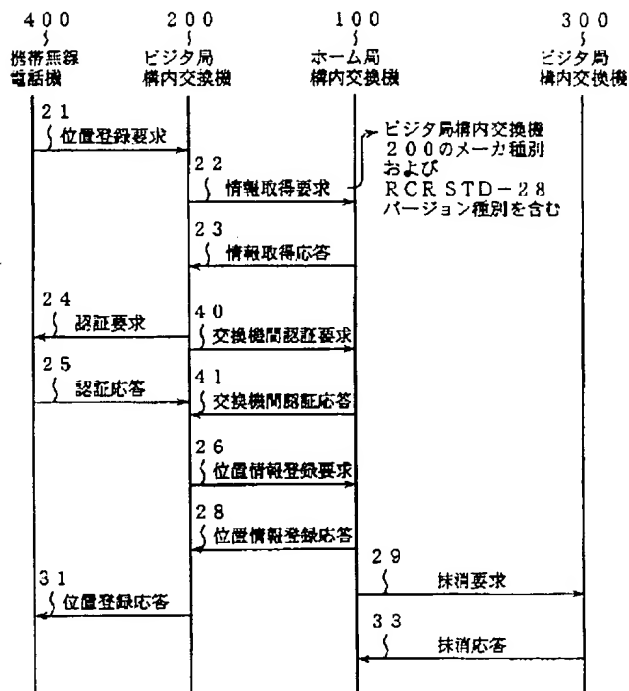 400 200 100 300
携帯無線 ビジタ局 ホーム局 ビジタ局
電話機 構内交換機 構内交換機 構内交換機
21
位置登録要求
ビジタ局構内交換機
200のメーカ種別
および
RCR STD-28
バージョン種別を含む
22
情報取得要求
23
情報取得応答
24
認証要求
40
交換機間認証要求
25
認証応答
41
交換機間認証応答
26
位置情報登録要求
28
位置情報登録応答
29
抹消要求
31
位置登録応答
33
抹消応答